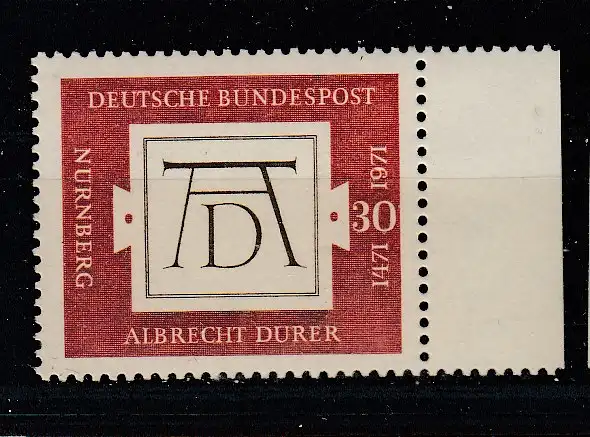 DEUTSCHE BUNDESPOST
NÜRNBERG
AD
30
1471 1971
ALBRECHT DÜRER